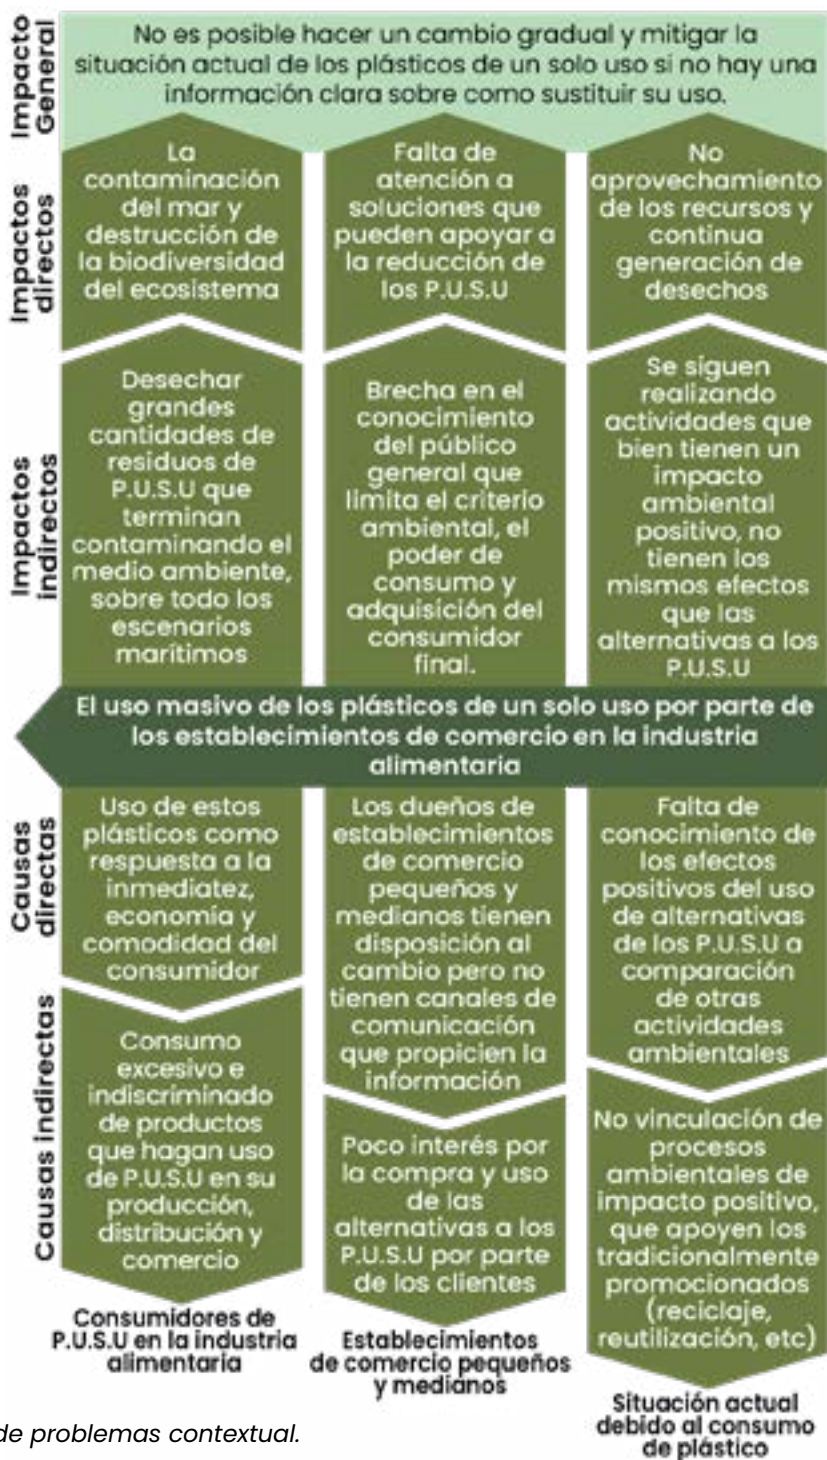 Impacto
General
No es posible hacer un cambio gradual y mitigar la
situación actual de los plásticos de un solo uso si no hay una
información clara sobre como sustituir su uso.
Impactos
directos
La
contaminación
del mar y
destrucción de
la biodiversidad
del ecosistema
Falta de
atención a
soluciones que
pueden apoyar a
la reducción de
los P.U.S.U
No
aprovechamiento
de los recursos y
continua
generación de
desechos
Impactos
indirectos
Desechar
grandes
cantidades de
residuos de
P.U.S.U que
terminan
contaminando el
medio ambiente,
sobre todo los
escenarios
marítimos
Brecha en el
conocimiento
del público
general que
limita el criterio
ambiental, el
poder de
consumo y
adquisición del
consumidor
final.
Se siguen
realizando
actividades que
bien tienen un
impacto
ambiental
positivo, no
tienen los
mismos efectos
que las
alternativas a los
P.U.S.U
El uso masivo de los plásticos de un solo uso por parte de
los establecimientos de comercio en la industria
alimentaria
Causas
directas
Uso de estos
plásticos como
respuesta a la
inmediatez,
economía y
comodidad del
consumidor
Los dueños de
establecimientos
de comercio
pequeños y
medianos tienen
disposición al
cambio pero no
tienen canales de
comunicación
que propicien la
información
Falta de
conocimiento de
los efectos
positivos del uso
de alternativas
de los P.U.S.U a
comparación
de otras
actividades
ambientales
Causas indirectas
Consumo
excesivo e
indiscriminado
de productos
que hagan uso
de P.U.S.U en su
producción,
distribución y
comercio
Poco interés por
la compra y uso
de las
alternativas a los
P.U.S.U por parte
de los clientes
No vinculación de
procesos
ambientales de
impacto positivo,
que apoyen los
tradicionalmente
promocionados
(reciclaje,
reutilización, etc)
Consumidores de
P.U.S.U en la industria
alimentaria
Establecimientos
de comercio pequeños
y medianos
Situación actual
debido al consumo
de plástico
de problemas contextual.